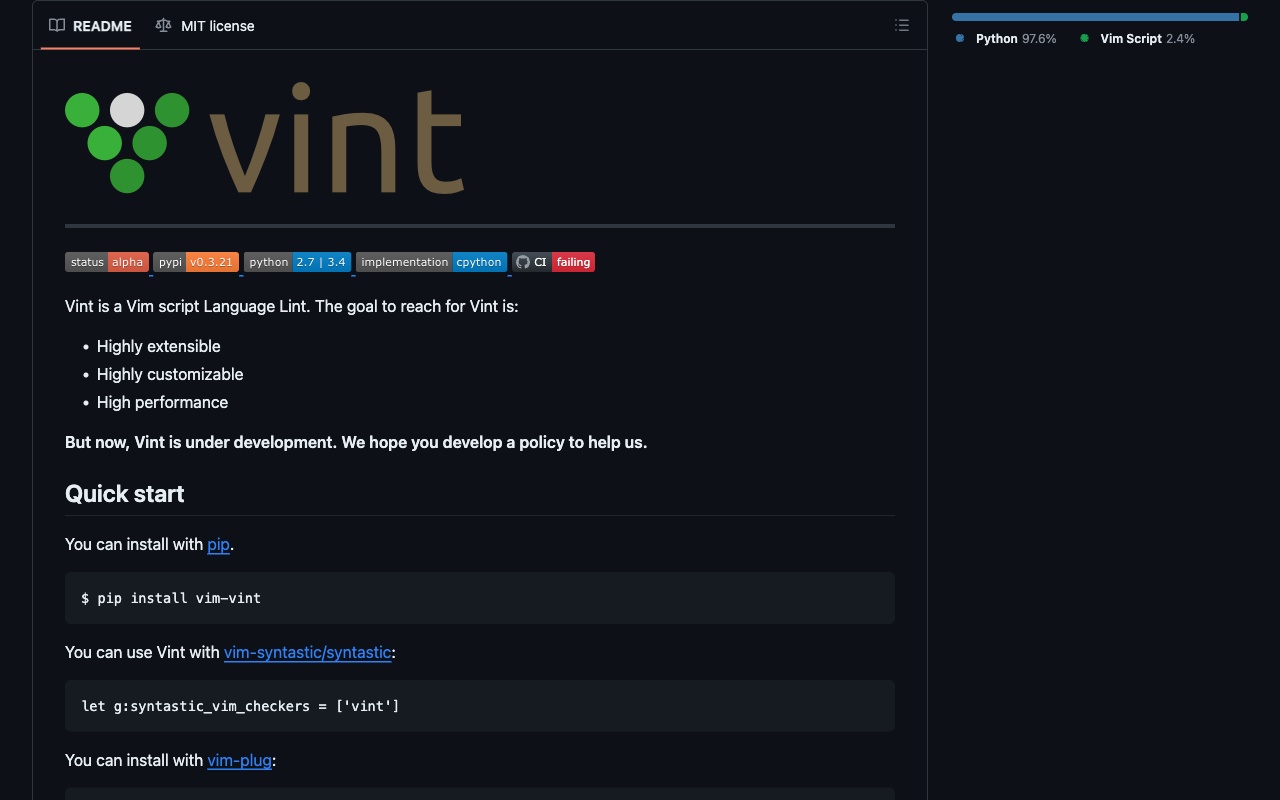 README
MIT license
Python 97.6%
Vim Script 2.4%
vint
status alpha pypi v0.3.21 python 2.7 | 3.4 implementation cpython CI failing
Vint is a Vim script Language Lint. The goal to reach for Vint is:
• Highly extensible
• Highly customizable
• High performance
But now, Vint is under development. We hope you develop a policy to help us.
Quick start
You can install with pip.
$ pip install vim-vint
You can use Vint with vim-syntastic/syntastic:
let g:syntastic_vim_checkers = ['vint']
You can install with vim-plug: